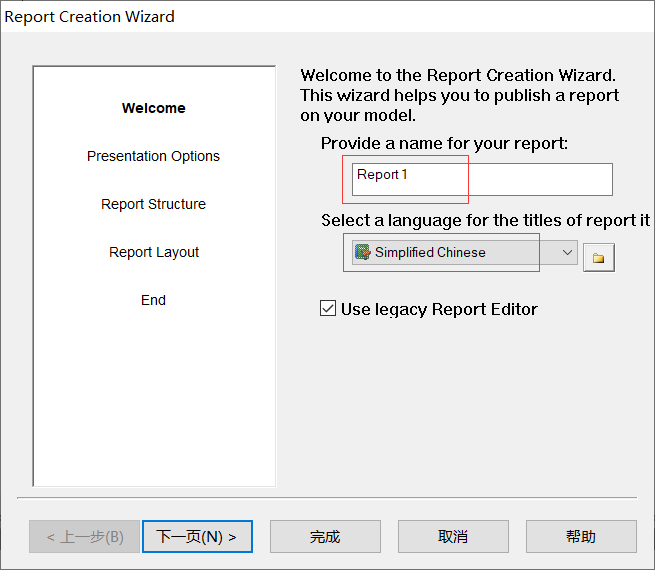 Report Creation Wizard
Welcome
Presentation Options
Report Structure
Report Layout
End
Welcome to the Report Creation Wizard.
This wizard helps you to publish a report
on your model.
Provide a name for your report:
Report 1
Select a language for the titles of report it
Simplified Chinese
Use legacy Report Editor
< 上一步(B)
下一页(N) >
完成
取消
帮助